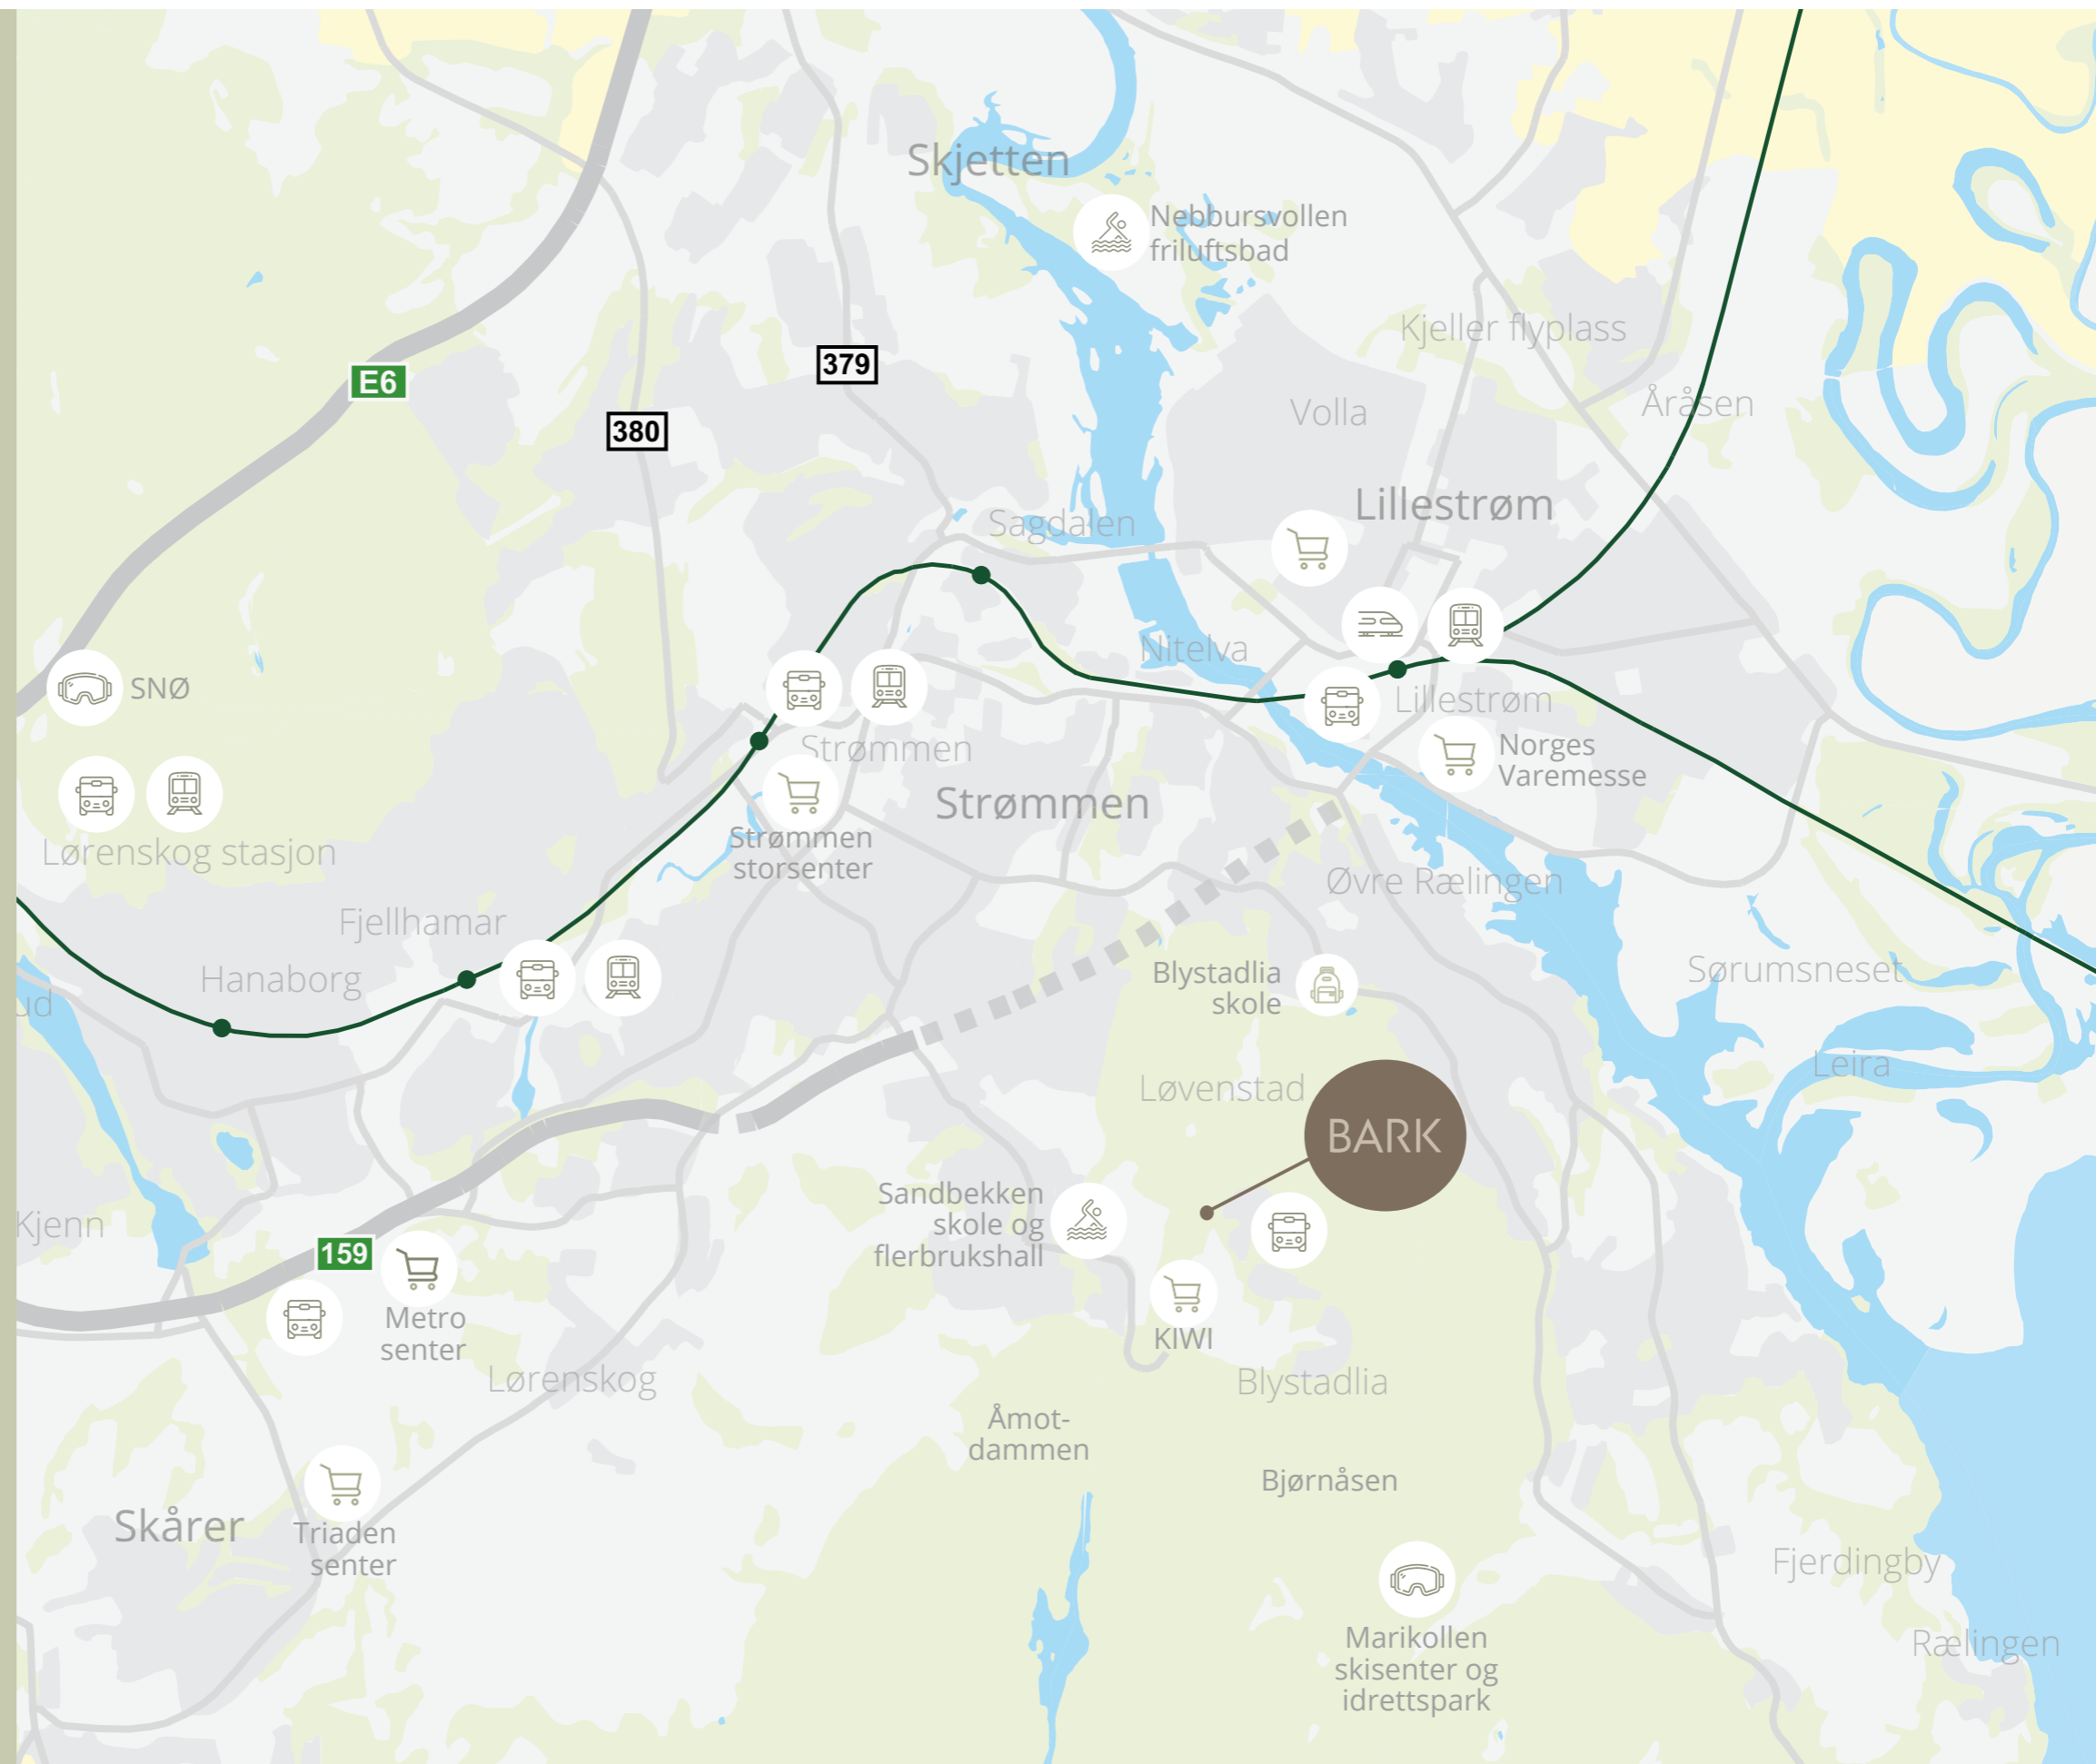 Skjetten
Nebbursvollen
friluftsbad
Kjeller flyplass
379
E6
Åråsen
Volla
380
Lillestrøm
Sagdalen
Nitelva
SNØ
Lillestrøm
Strømmen
Norges
Varemesse
Strømmen
Strømmen
storsenter
Lørenskog stasjon
Øvre Rælingen
Fjellhamar
Hanaborg
Blystadlia
skole
Sørumsneset
ud
Leira
Løvenstad
BARK
Sandbekken
skole og
flerbrukshall
Kjenn
159
Metro
senter
KIWI
Lørenskog
Blystadlia
Åmot-
dammen
Bjørnåsen
Skårer
Triaden
senter
Fjerdingby
Marikollen
skisenter og
idrettspark
Rælingen